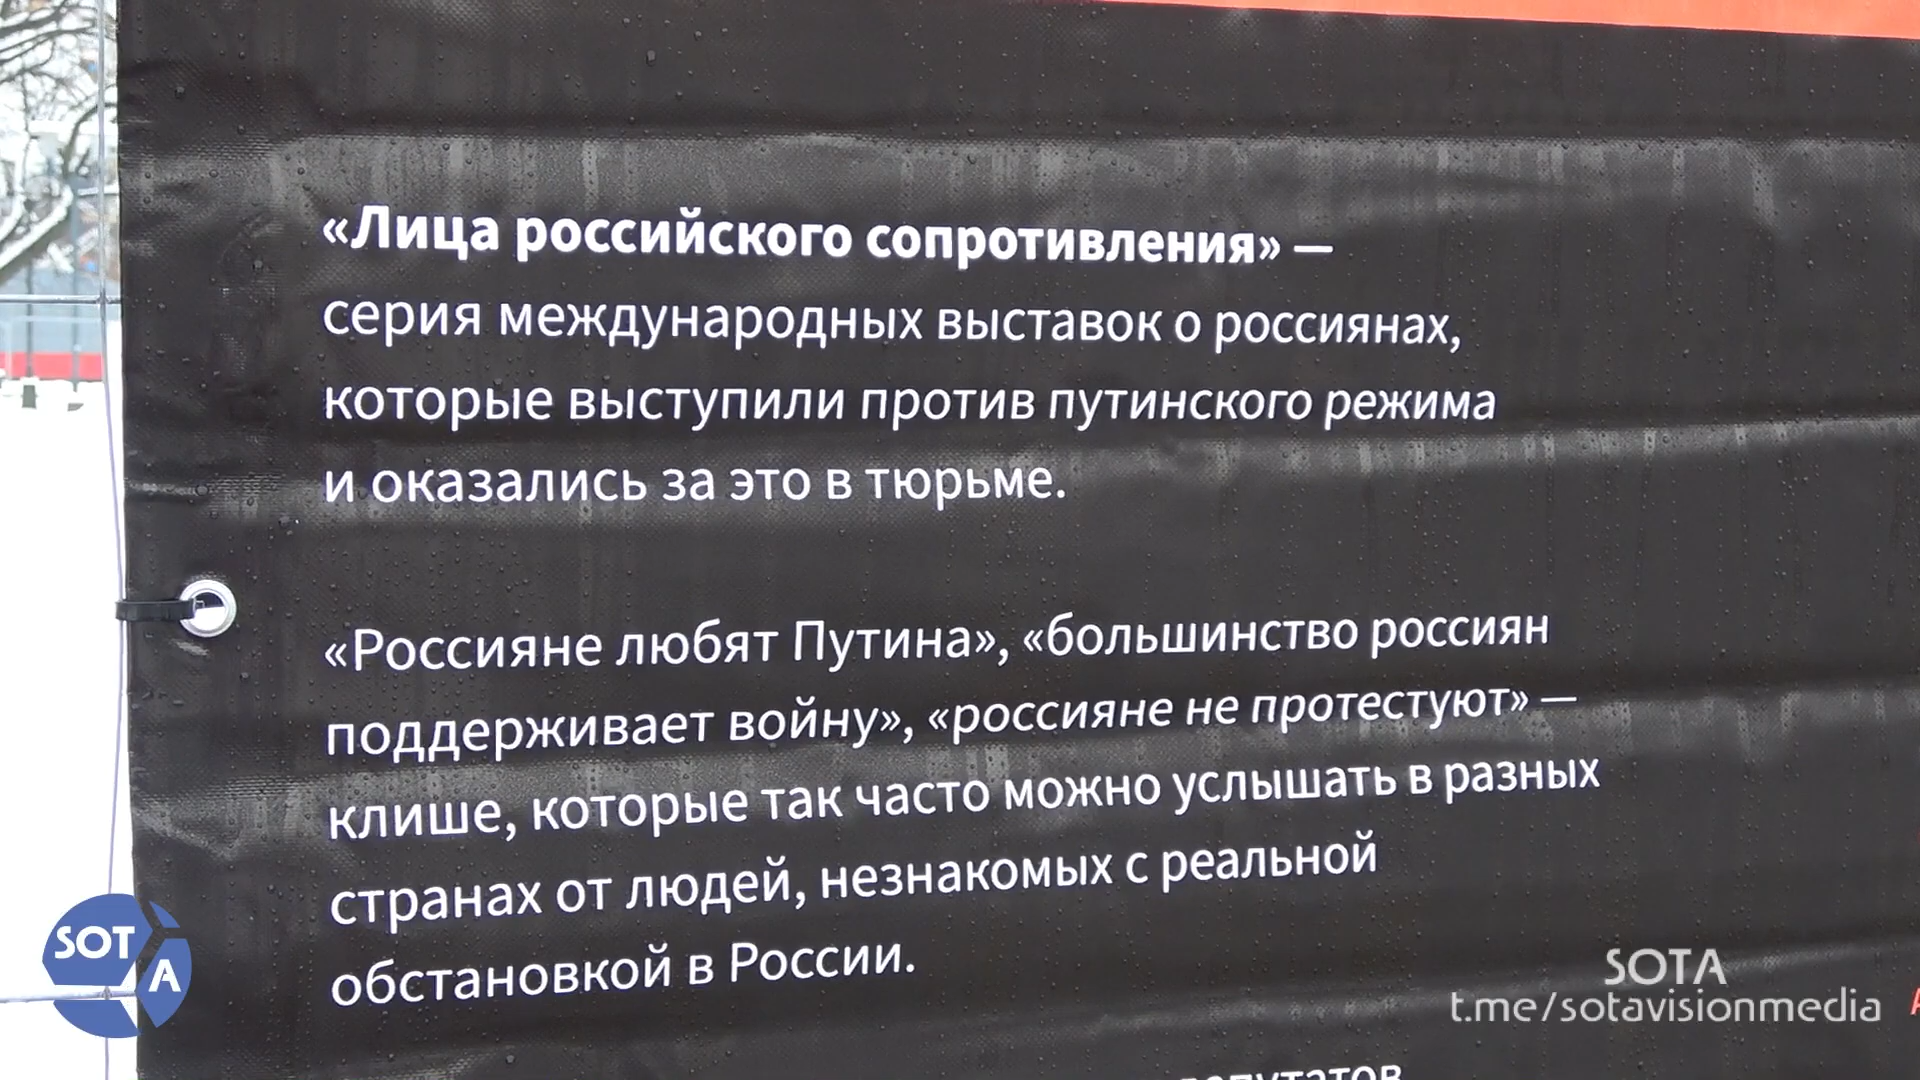 «Лица российского сопротивления» —
серия международных выставок о россиянах,
которые выступили против путинского режима
и оказались за это в тюрьме.
«Россияне любят Путина», «большинство россиян
поддерживает войну», «россияне не протестуют» —
клише, которые так часто можно услышать в разных
странах от людей, незнакомых с реальной
обстановкой в России.
SOTA
SOTA
t.me/sotavisionmedia